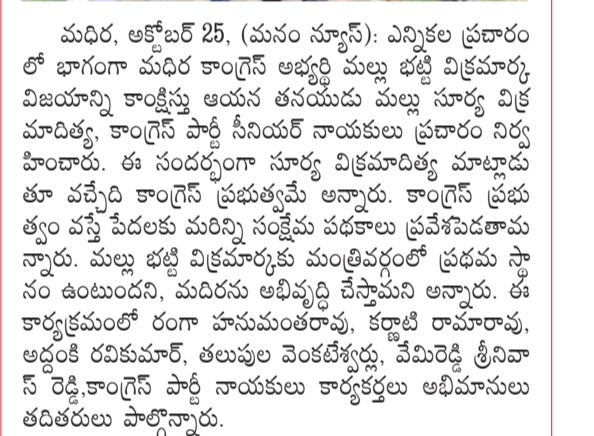 మధిర, అక్టోబర్ 25, (మనం న్యూస్): ఎన్నికల ప్రచారం
లో భాగంగా మధిర కాంగ్రెస్ అభ్యర్థి మల్లు భట్టి విక్రమార్క
విజయాన్ని కాంక్షిస్తు ఆయన తనయుడు మల్లు సూర్య విక్ర
మాదిత్య, కాంగ్రెస్ పార్టీ సీనియర్ నాయకులు ప్రచారం నిర్వ
హించారు. ఈ సందర్భంగా సూర్య విక్రమాదిత్య మాట్లాడు
తూ వచ్చేది కాంగ్రెస్ ప్రభుత్వమే అన్నారు. కాంగ్రెస్ ప్రభు
త్వం వస్తే పేదలకు మరిన్ని సంక్షేమ పథకాలు ప్రవేశపెడతామ
న్నారు. మల్లు భట్టి విక్రమార్కకు మంత్రివర్గంలో ప్రథమ స్థా
నం ఉంటుందని, మదిరను అభివృద్ధి చేస్తామని అన్నారు. ఈ
కార్యక్రమంలో రంగా హనుమంతరావు, కర్ణాటి రామారావు,
అద్దంకి రవికుమార్, తలుపుల వెంకటేశ్వర్లు, వేమిరెడ్డి శ్రీనివా
స్ రెడ్డి,కాంగ్రెస్ పార్టీ నాయకులు కార్యకర్తలు అభిమానులు
తదితరులు పాల్గొన్నారు.